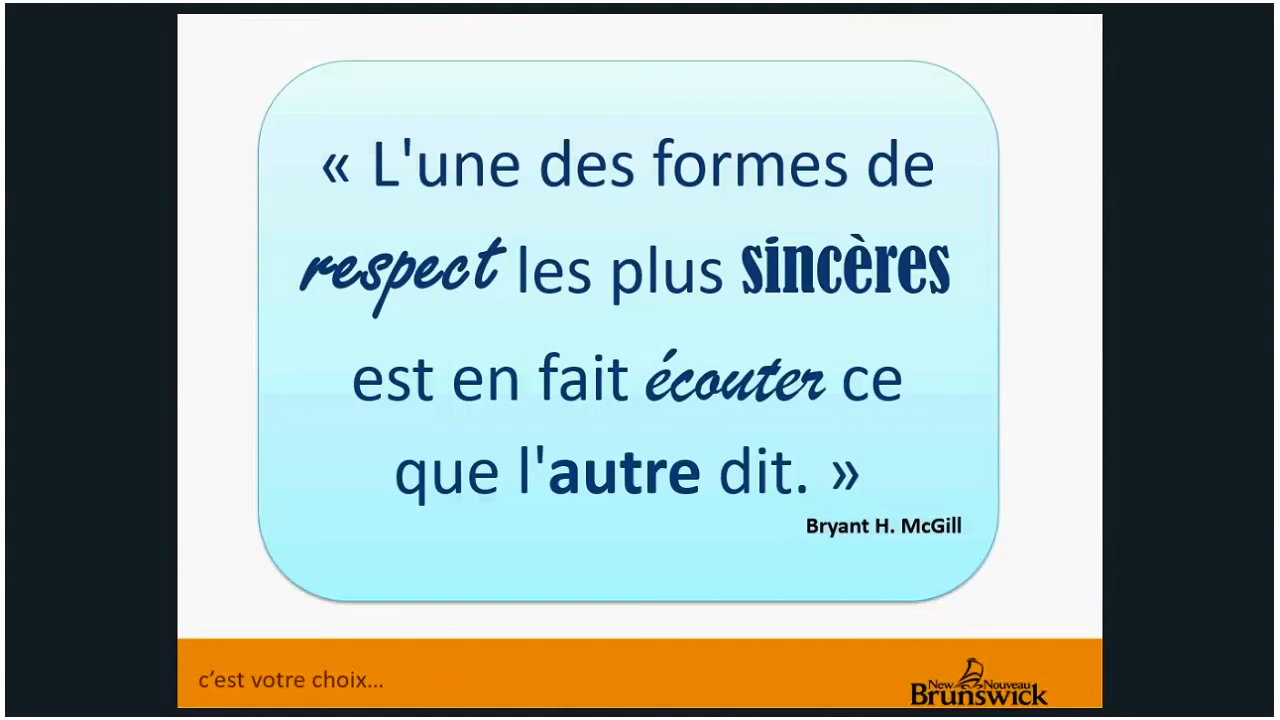 « L'une des formes de
respect les plus sincères
est en fait écouter ce
que l'autre dit. »
Bryant H. McGill
c’est votre choix...
New Nouveau
Brunswick